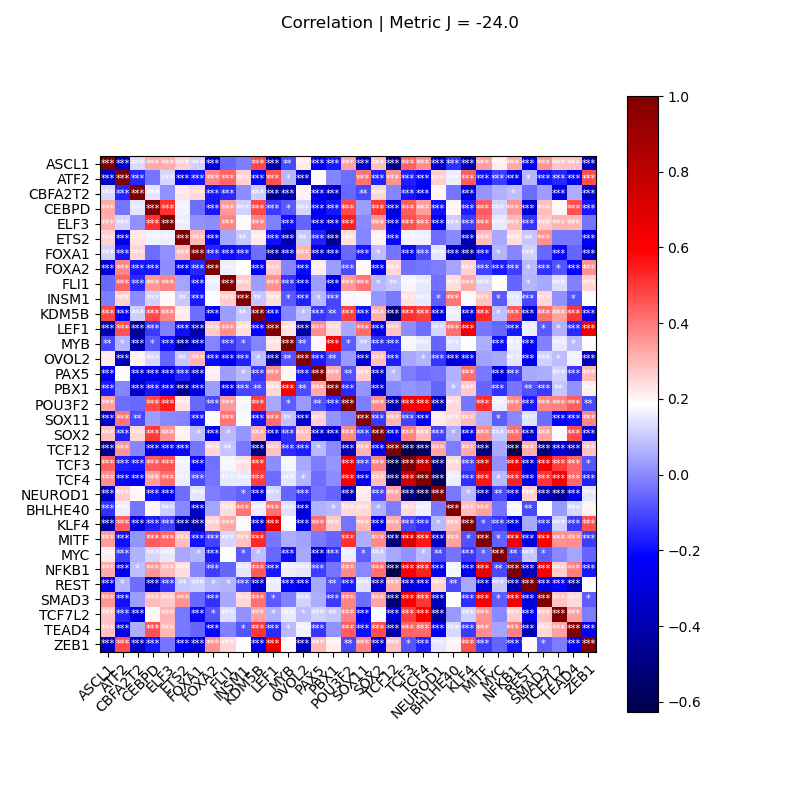 Correlation | Metric J = -24.0
ASCL1
ATF2
CBFA2T2
CEBPD
ELF3
ETS2
FOXA1
FOXA2
FLI1
INSM1
KDM5B
LEF1
MYB
OVOL2
PAX5
PBX1
POU3F2
SOX11
SOX2
TCF12
TCF3
TCF4
NEUROD1
BHLHE40
KLF4
MITF
MYC
NFKB1
REST
SMAD3
TCF7L2
TEAD4
ZEB1
ASCL1
ATF2
CBFA2T2
CEBPD
ELF3
ETS2
FOXA1
FOXA2
FLI1
INSM1
KDM5B
LEF1
MYB
OVOL2
PAX5
PBX1
POU3F2
SOX11
SOX2
TCF12
TCF3
TCF4
NEUROD1
BHLHE40
KLF4
MITF
MYC
NFKB1
REST
SMAD3
TCF7L2
TEAD4
ZEB1
1.0
0.8
0.6
0.4
0.2
0.0
−0.2
−0.4
−0.6